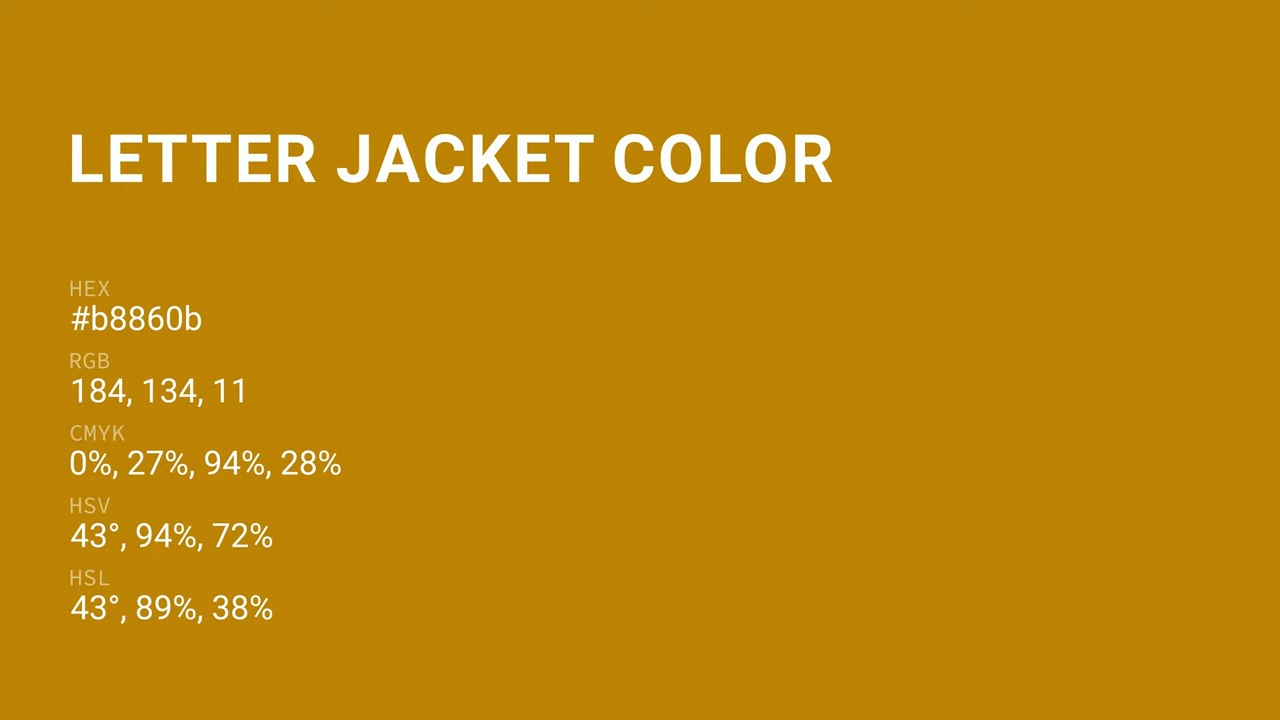 LETTER JACKET COLOR
HEX
#b8860b
RGB
184, 134, 11
CMYK
0%, 27%, 94%, 28%
HSV
43°, 94%, 72%
HSL
43°, 89%, 38%